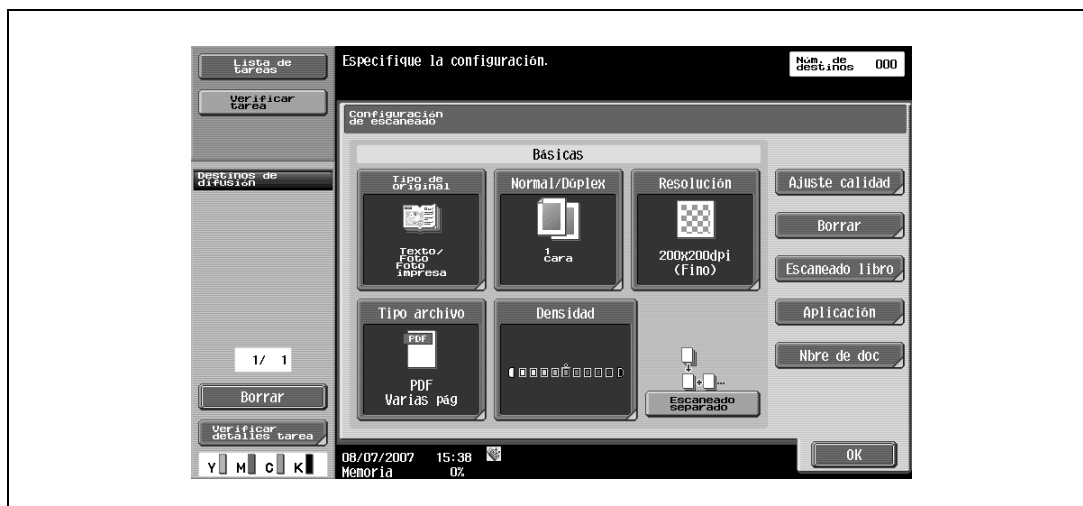 Lista de
tareas
Verificar
tarea
Destinos de
difusión
1/ 1
Borrar
Verificar
detalles tarea
Y M C K
Especifique la configuración.
Núm. de
destinos 000
Configuración
de escaneado
Básicas
Tipo de
original
Texto/
Foto
Foto
impresa
Normal/Dúplex
1
cara
Resolución
200x200dpi
(Fino)
Tipo archivo
PDF
PDF
Varias pág
Densidad
Escaneado
separado
Ajuste calidad
Borrar
Escaneado libro
Aplicación
Nbre de doc
08/07/2007 15:38
Memoria 0%
OK